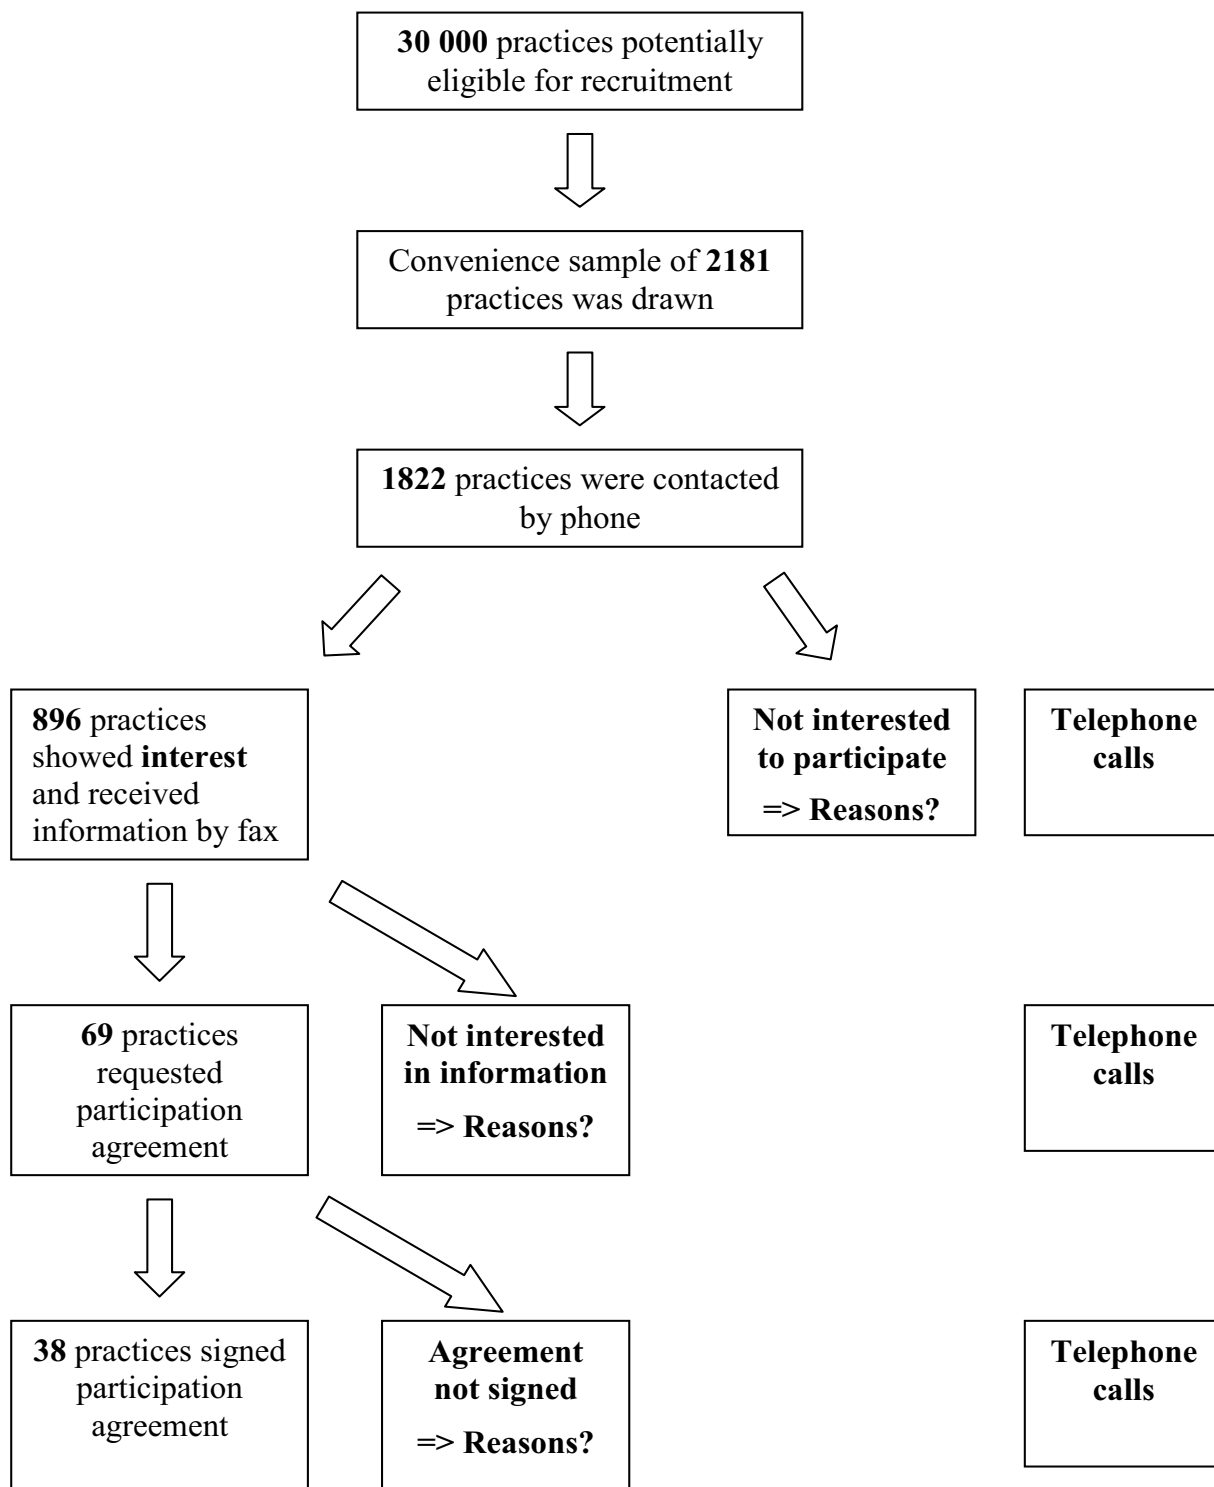 30 000 practices potentially
eligible for recruitment
Convenience sample of 2181
practices was drawn
1822 practices were contacted
by phone
896 practices
showed interest
and received
information by fax
Not interested
to participate
=> Reasons?
Telephone
calls
69 practices
requested
participation
agreement
Not interested
in information
=> Reasons?
Telephone
calls
38 practices signed
participation
agreement
Agreement
not signed
=> Reasons?
Telephone
calls